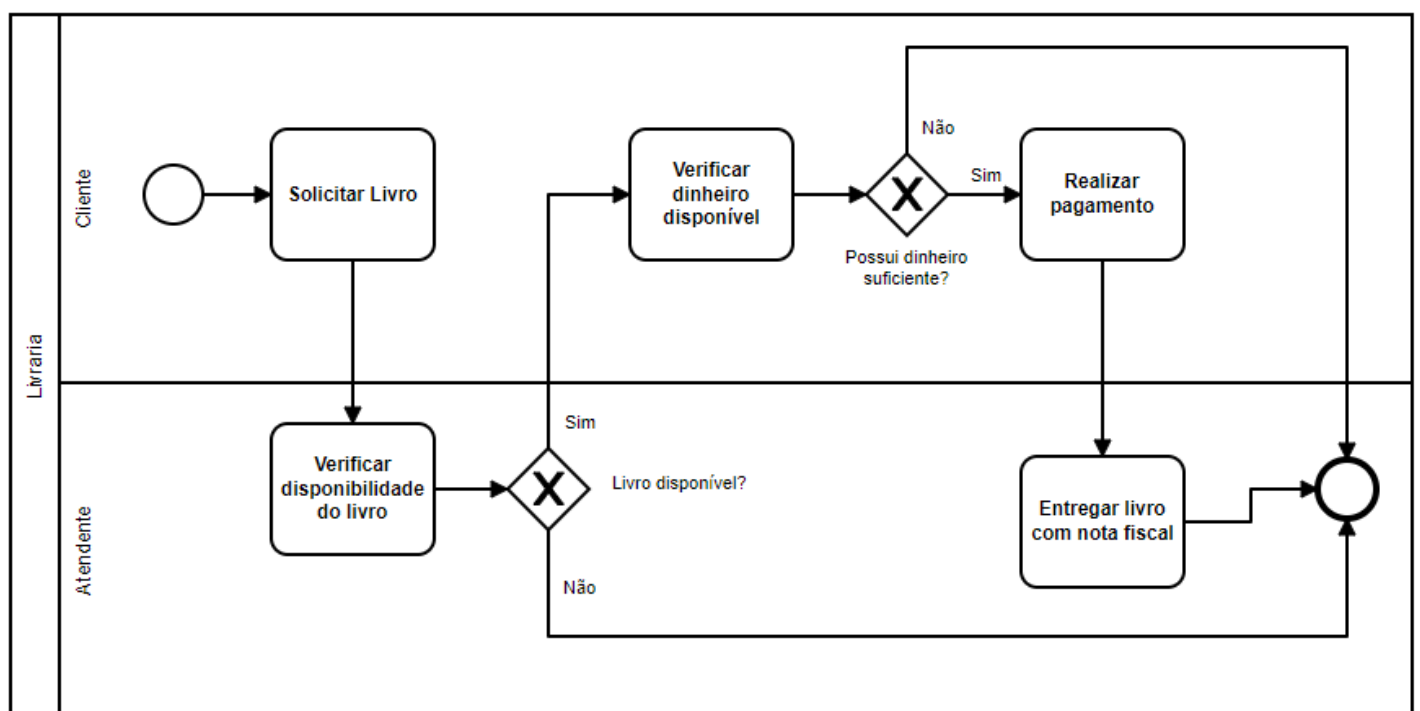 Livraria
Cliente
Solicitar Livro
Verificar
dinheiro
disponível
Não
Sim
Possui dinheiro
suficiente?
Realizar
pagamento
Atendente
Verificar
disponibilidade
do livro
Sim
Livro disponível?
Não
Entregar livro
com nota fiscal